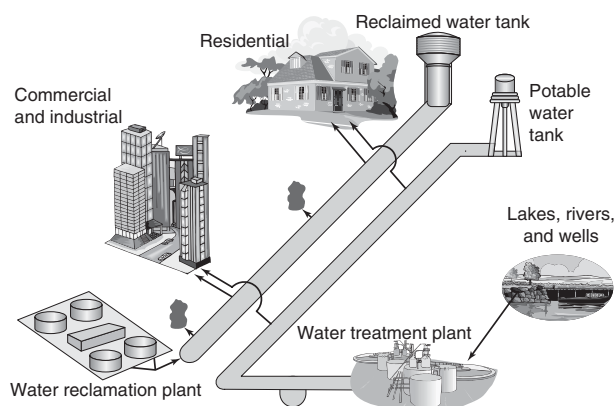 Reclaimed water tank
Residential
Potable
water
tank
Commercial
and industrial
Lakes, rivers,
and wells
Water treatment plant
Water reclamation plant